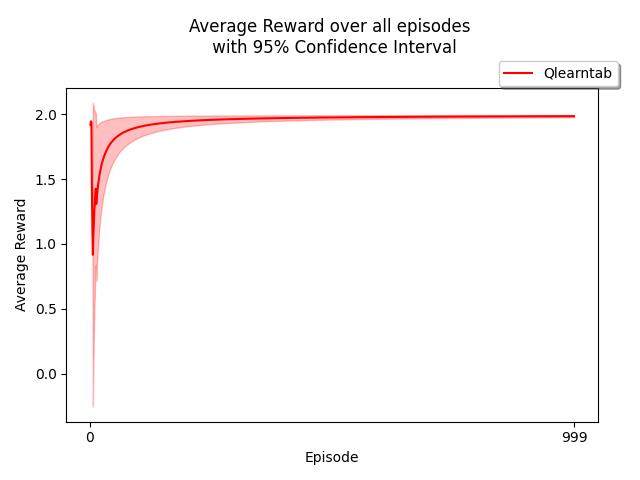 Average Reward over all episodes
with 95% Confidence Interval
Qlearntab
2.0
1.5
1.0
0.5
0.0
Average Reward
0
999
Episode